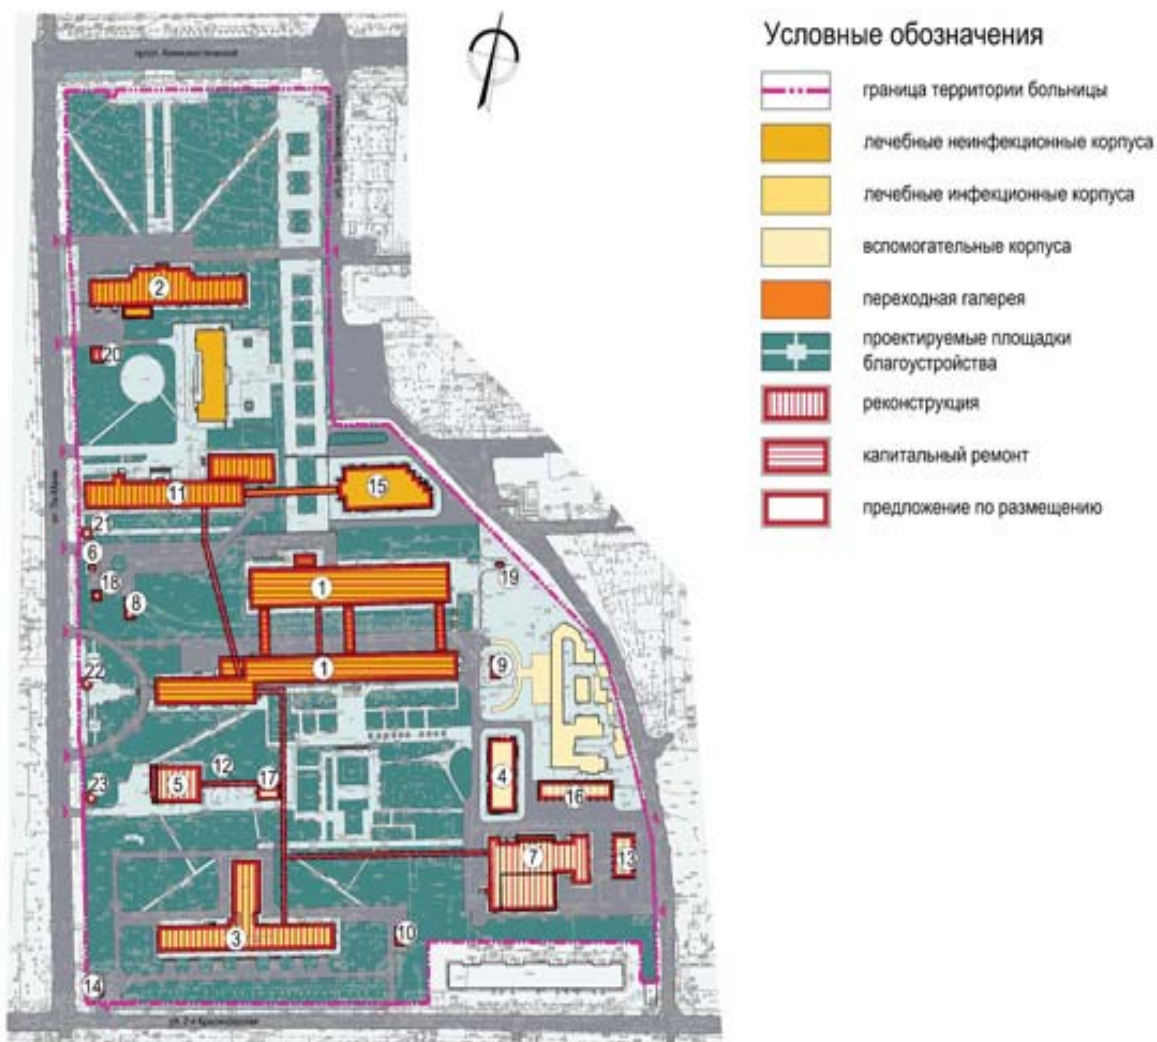 Условные обозначения
граница территории больницы
лечебные неинфекционные корпуса
лечебные инфекционные корпуса
вспомогательные корпуса
переходная галерея
проектируемые площадки
благоустройства
реконструкция
капитальный ремонт
предложение по размещению
2
20
11
15
21
6
18
8
1
19
1
9
22
12
5
17
4
23
16
7
13
3
10
14